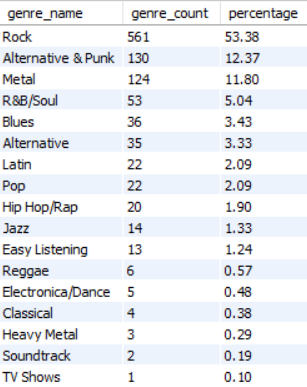 genre_name genre_count percentage
Rock 561 53.38
Alternative & Punk 130 12.37
Metal 124 11.80
R&B/Soul 53 5.04
Blues 36 3.43
Alternative 35 3.33
Latin 22 2.09
Pop 22 2.09
Hip Hop/Rap 20 1.90
Jazz 14 1.33
Easy Listening 13 1.24
Reggae 6 0.57
Electronica/Dance 5 0.48
Classical 4 0.38
Heavy Metal 3 0.29
Soundtrack 2 0.19
TV Shows 1 0.10